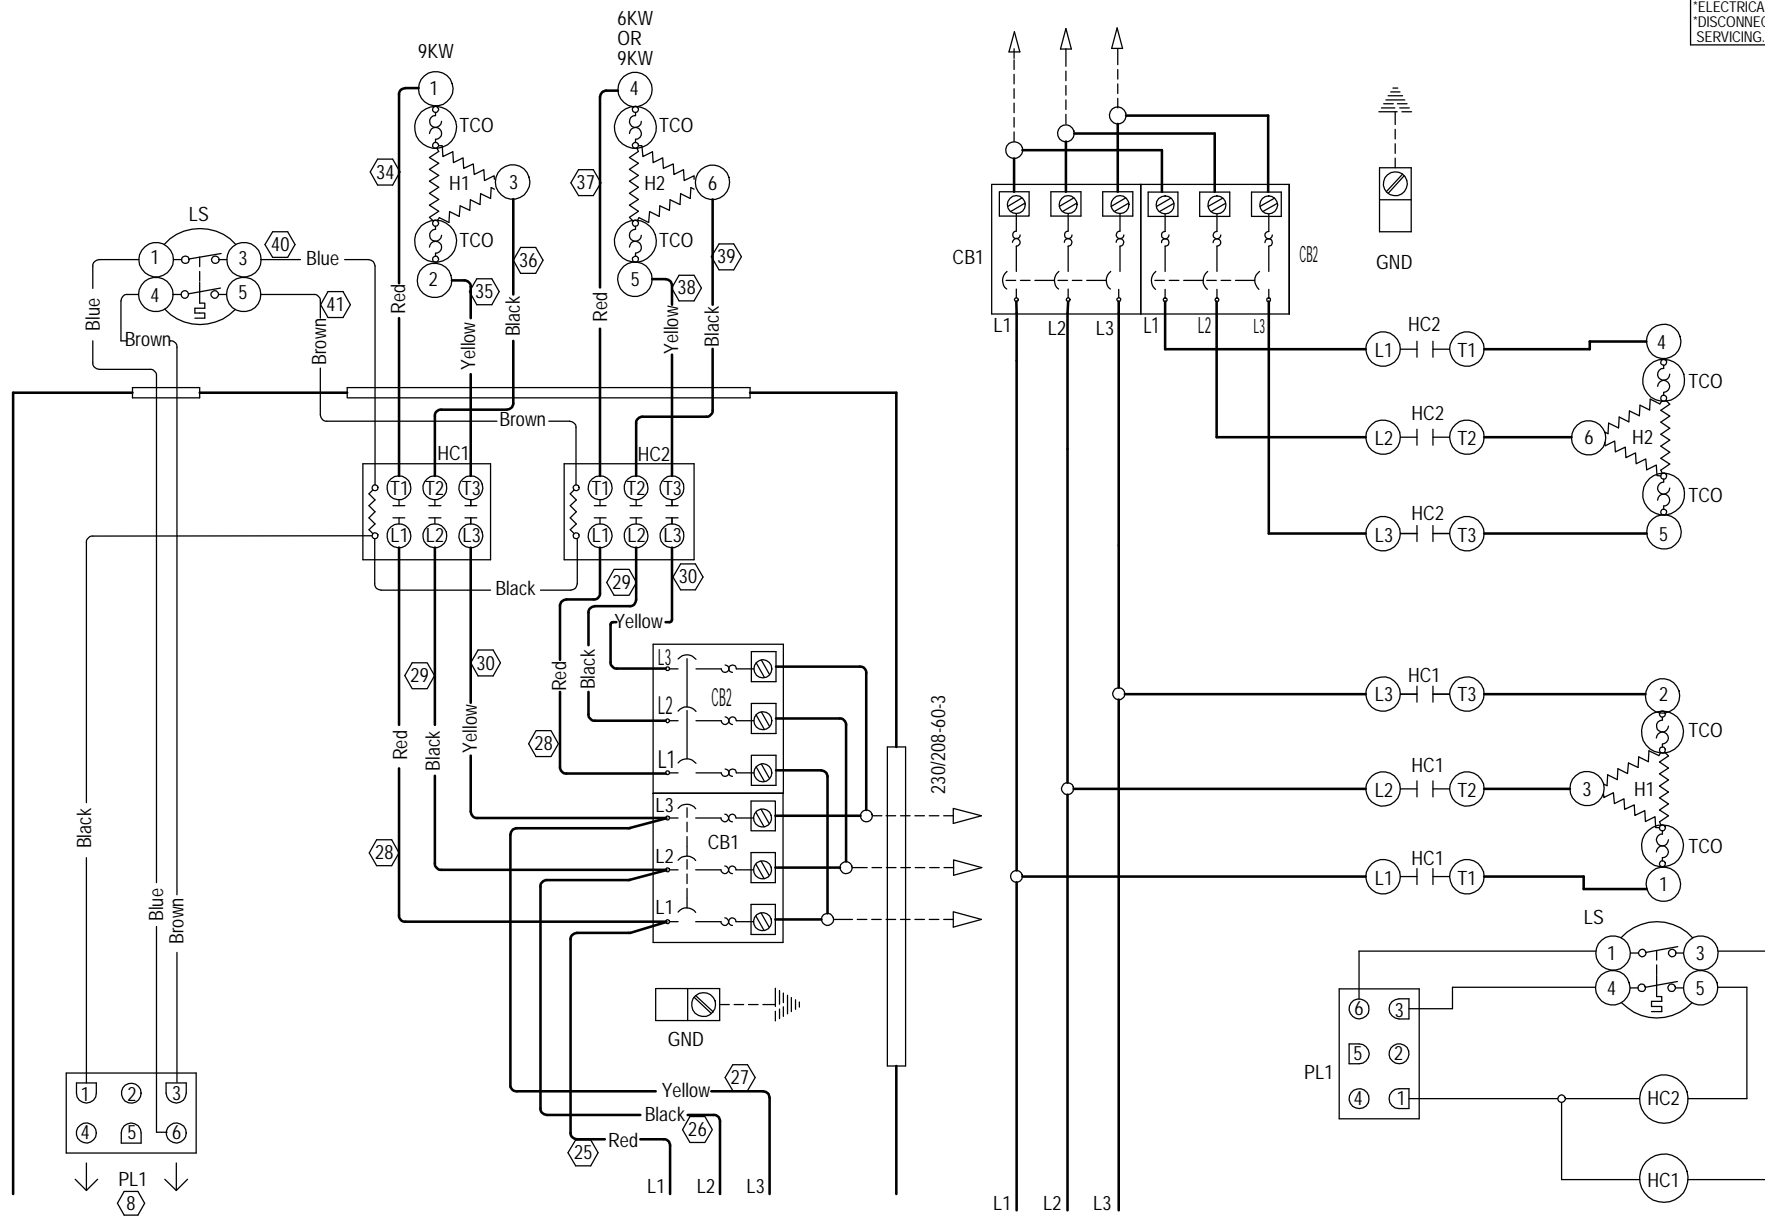 *ELECTRICA
*DISCONNEC
SERVICING.
9KW
6KW
OR
9KW
1
4
TCO
TCO
34
H1
3
37
H2
6
TCO
TCO
2
35
36
5
38
39
Red
Yellow
Black
Red
Yellow
Black
LS
1
3
40
Blue
4
5
41
Blue
Brown
Brown
Brown
HC1
HC2
T1
T2
T3
T1
T2
T3
L1
L2
L3
L1
L2
L3
Black
29
30
Yellow
29
30
Red
Black
28
L3
CB2
L2
L1
Red
Black
Yellow
28
L3
CB1
L2
L1
230/208-60-3
Black
Blue
Brown
GND
Yellow
27
Black
26
Red
25
L1
L2
L3
1
2
3
4
5
6
PL1
8
CB1
CB2
GND
L1
L2
L3
L1
L2
L3
L1
HC2
T1
4
TCO
L2
HC2
T2
6
H2
TCO
L3
HC2
T3
5
L3
HC1
T3
2
TCO
L2
HC1
T2
3
H1
TCO
L1
HC1
T1
1
LS
1
3
4
5
6
3
5
2
4
1
PL1
HC2
HC1
L1
L2
L3